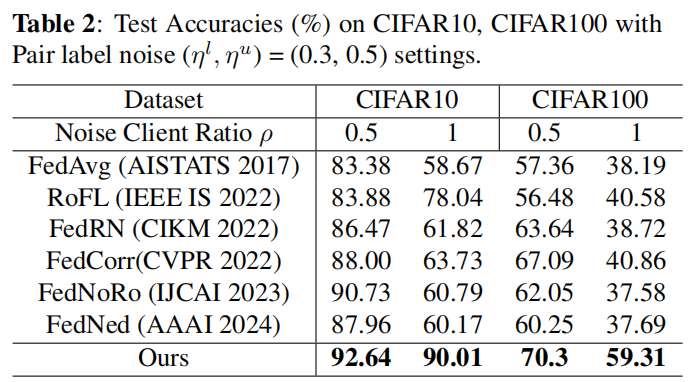 Table 2: Test Accuracies (%) on CIFAR10, CIFAR100 with
Pair label noise (ηˡ, ηᵘ) = (0.3, 0.5) settings.
Dataset CIFAR10 CIFAR100
Noise Client Ratio ρ 0.5 1 0.5 1
FedAvg (AISTATS 2017) 83.38 58.67 57.36 38.19
RoFL (IEEE IS 2022) 83.88 78.04 56.48 40.58
FedRN (CIKM 2022) 86.47 61.82 63.64 38.72
FedCorr(CVPR 2022) 88.00 63.73 67.09 40.86
FedNoRo (IJCAI 2023) 90.73 60.79 62.05 37.58
FedNed (AAAI 2024) 87.96 60.17 60.25 37.69
Ours 92.64 90.01 70.3 59.31